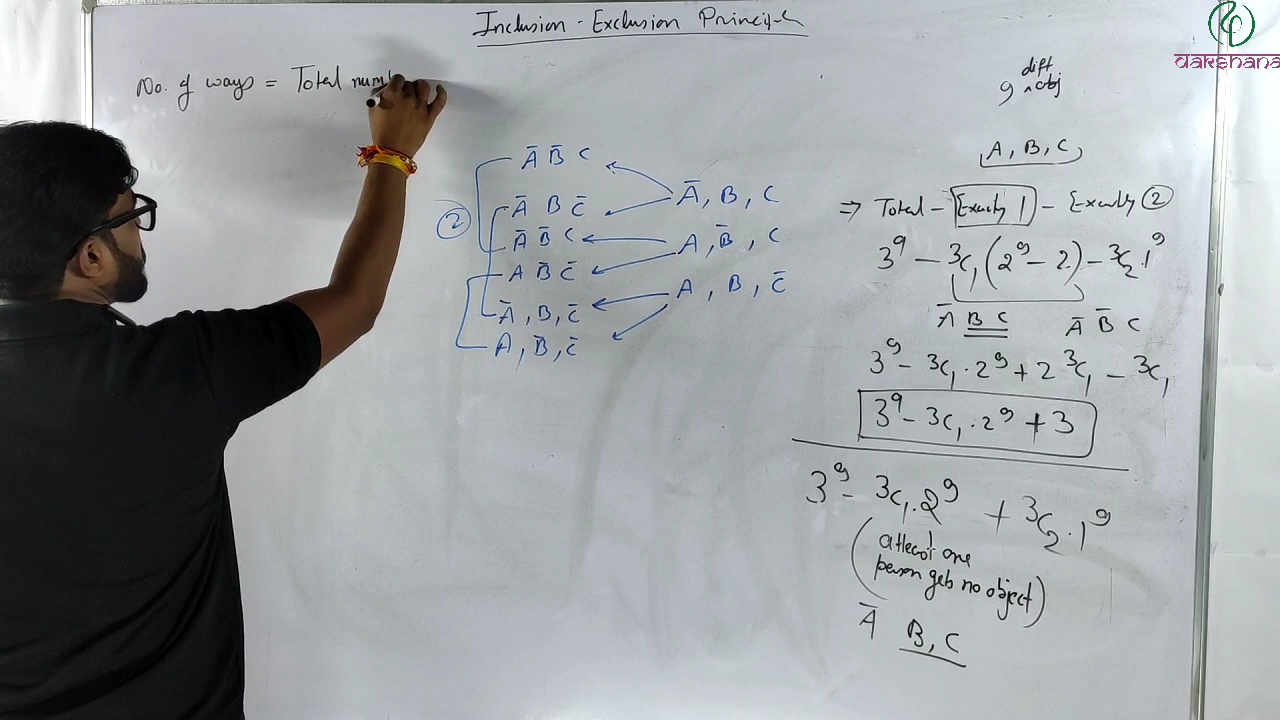 Inclusion - Exclusion Principle
No. of ways = Total num
Ā B̄ C
Ā B C̄
Ā B̄ C
A B̄ C̄
Ā , B , C̄
A , B̄ , C̄
②
Ā , B , C
A , B̄ , C
A , B , C̄
9 diff obj
A , B , C
⇒ Total - Exactly 1 - Exactly ②
3⁹ - ³C₁ (2⁹ - 2) - ³C₂ 1⁹
Ā B C Ā B̄ C
3⁹ - ³C₁ . 2⁹ + 2 ³C₁ - ³C₁
3⁹ - 3C₁ . 2⁹ + 3
3⁹ - ³C₁ . 2⁹ + ³C₂ . 1⁹
(atleast one
person gets no object)
Ā B , C
dakshana